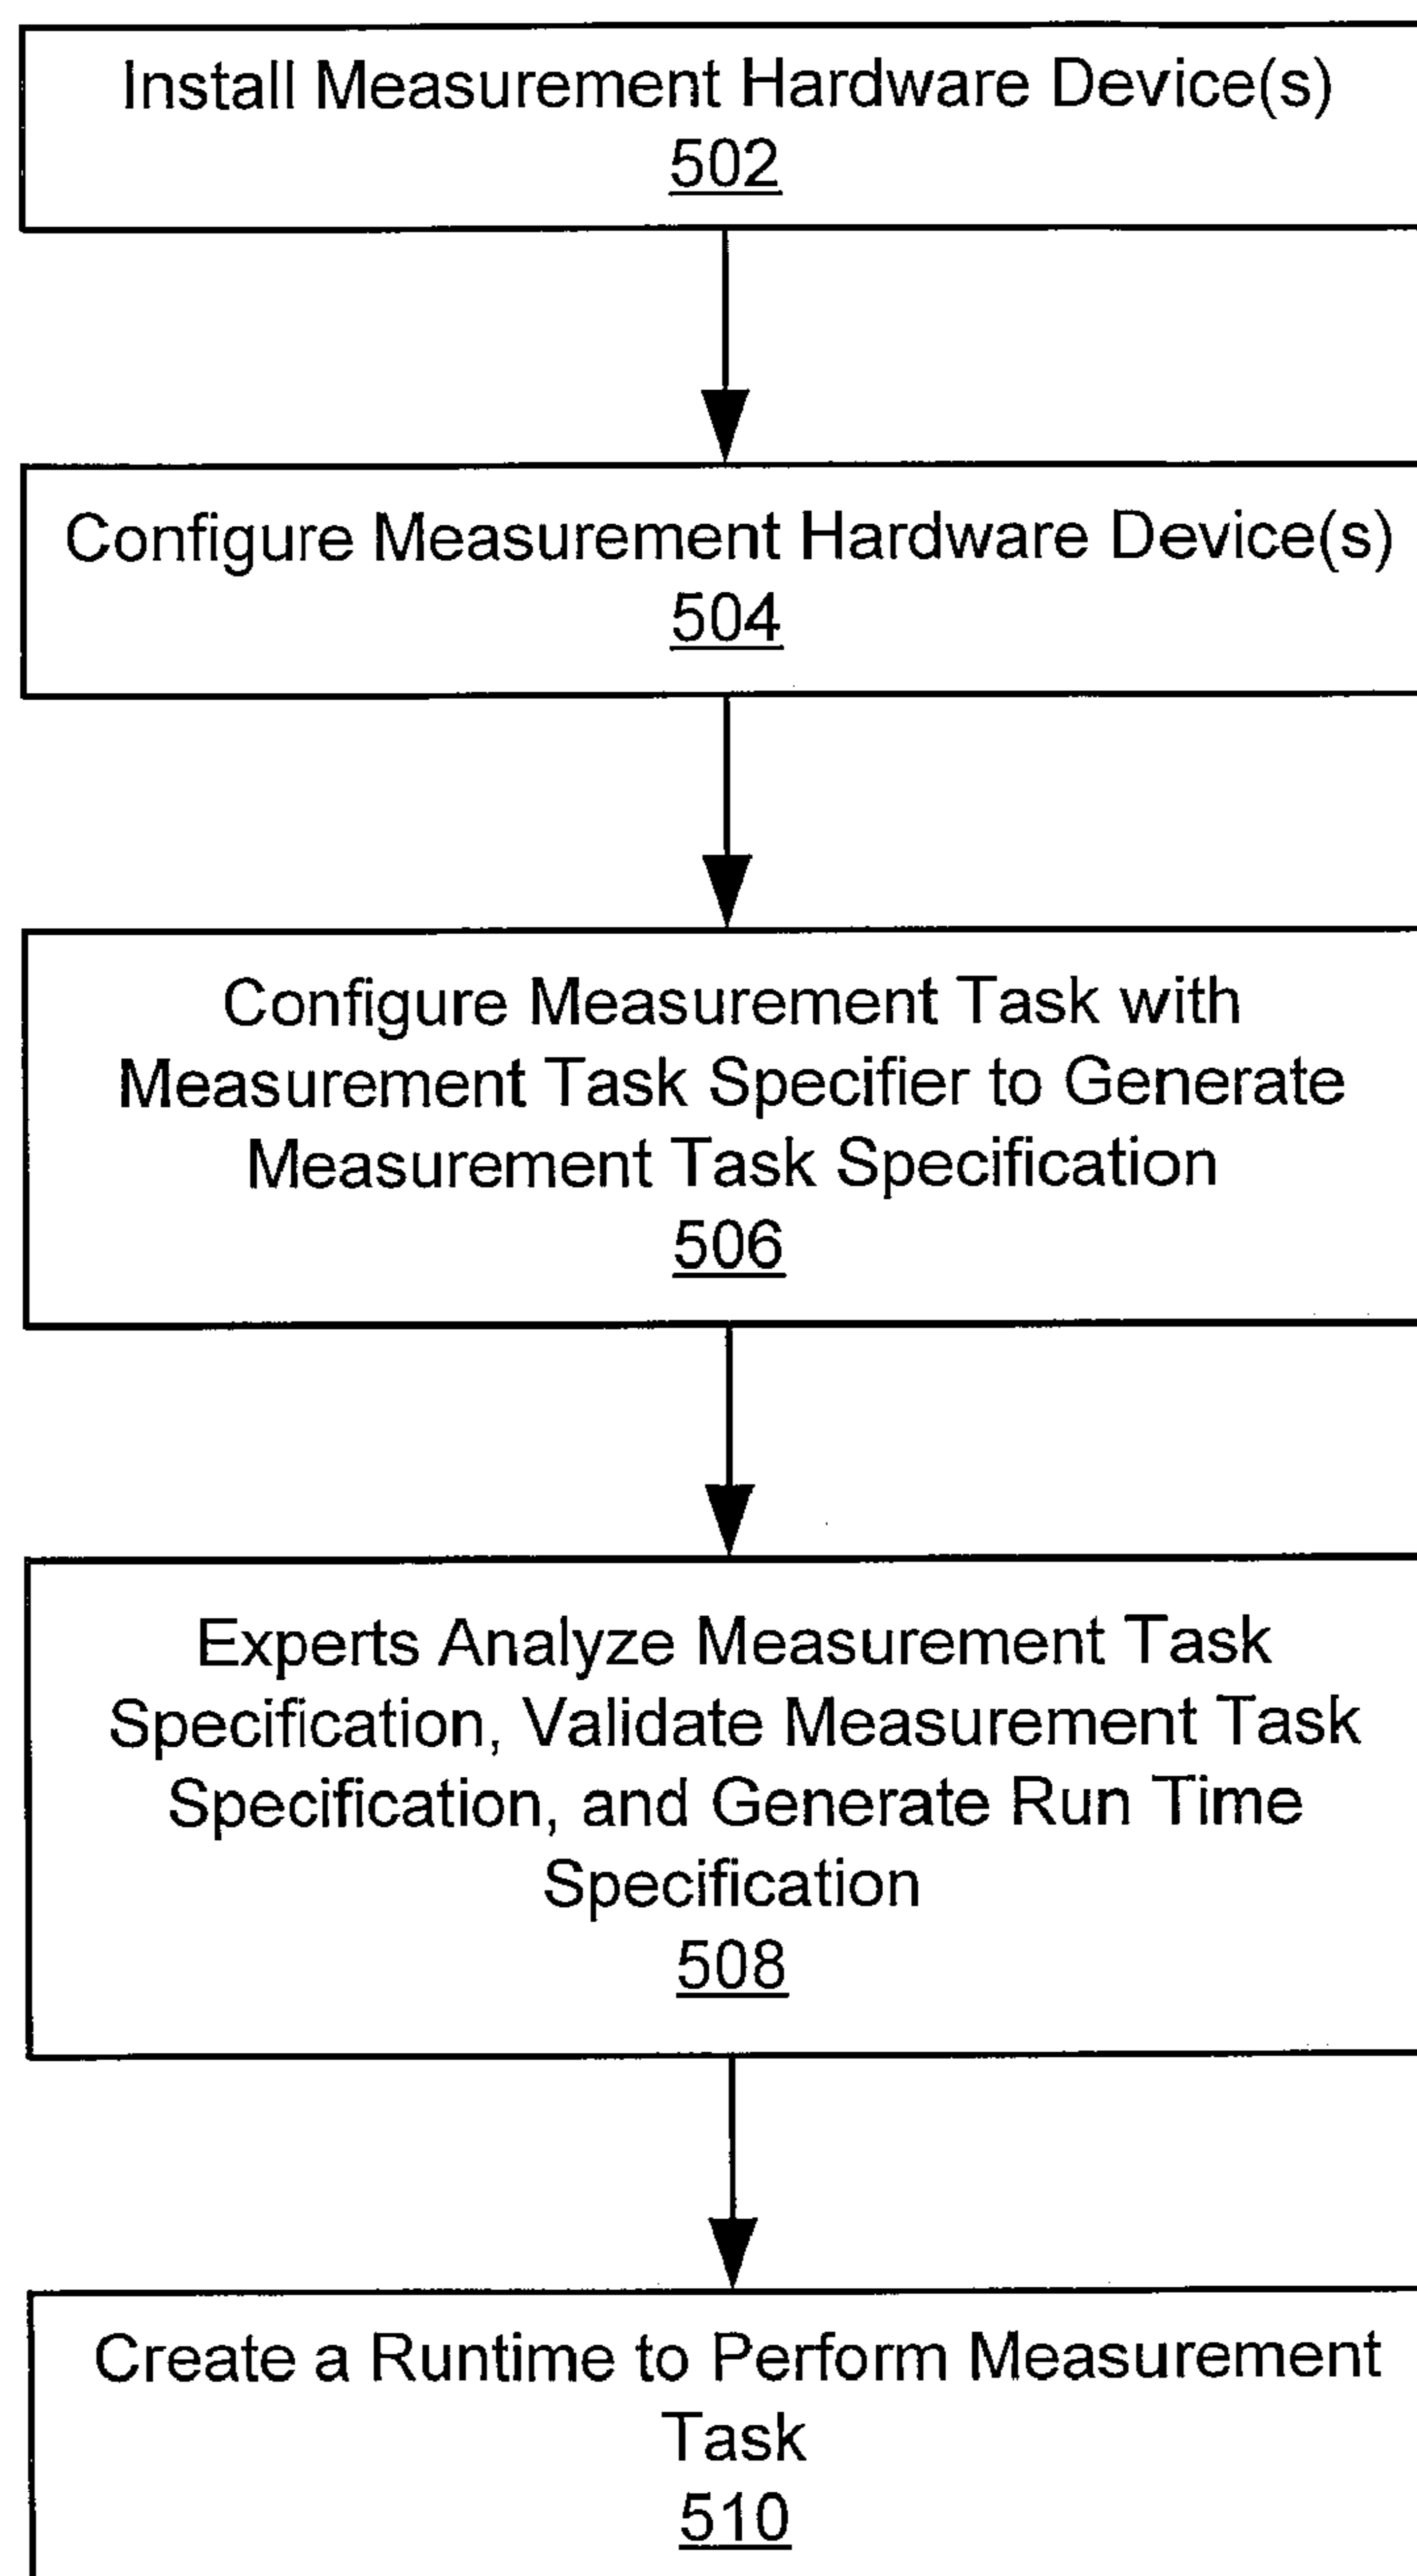 Install Measurement Hardware Device(s)
502
Configure Measurement Hardware Device(s)
504
Configure Measurement Task with
Measurement Task Specifier to Generate
Measurement Task Specification
506
Experts Analyze Measurement Task
Specification, Validate Measurement Task
Specification, and Generate Run Time
Specification
508
Create a Runtime to Perform Measurement
Task
510